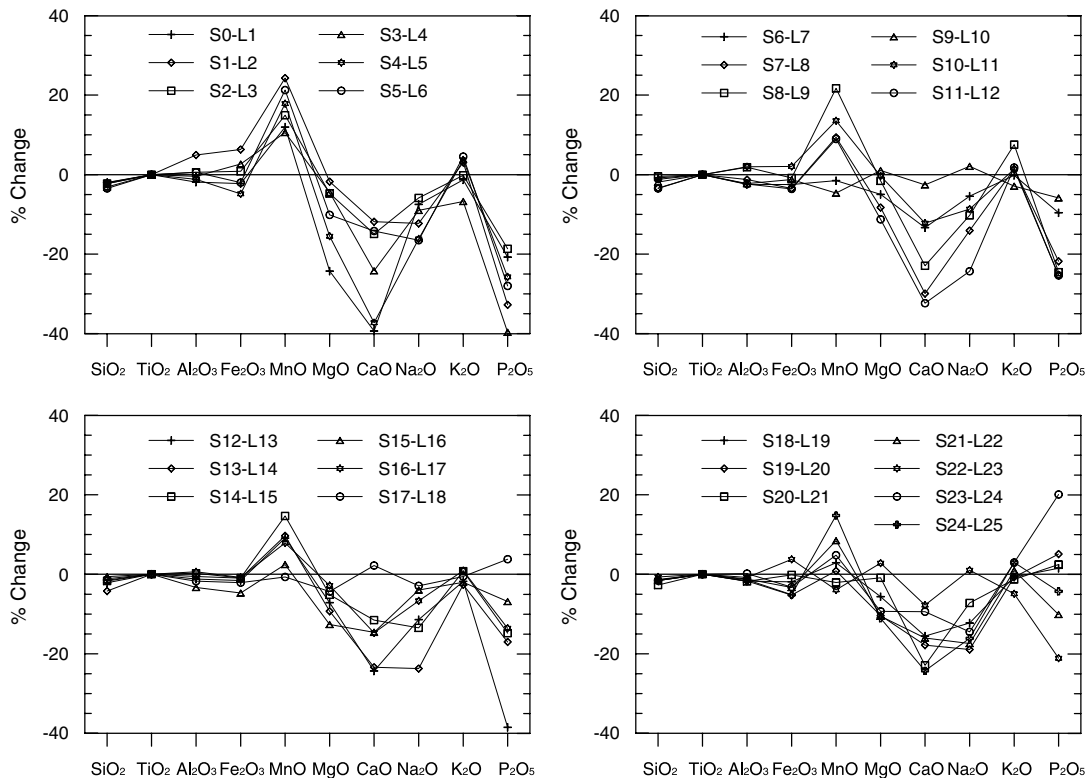 40
20
0
-20
-40
% Change
S0-L1
S1-L2
S2-L3
S3-L4
S4-L5
S5-L6
SiO₂ TiO₂ Al₂O₃ Fe₂O₃ MnO MgO CaO Na₂O K₂O P₂O₅
40
20
0
-20
-40
% Change
S6-L7
S7-L8
S8-L9
S9-L10
S10-L11
S11-L12
SiO₂ TiO₂ Al₂O₃ Fe₂O₃ MnO MgO CaO Na₂O K₂O P₂O₅
40
20
0
-20
-40
% Change
S12-L13
S13-L14
S14-L15
S15-L16
S16-L17
S17-L18
SiO₂ TiO₂ Al₂O₃ Fe₂O₃ MnO MgO CaO Na₂O K₂O P₂O₅
40
20
0
-20
-40
% Change
S18-L19
S19-L20
S20-L21
S21-L22
S22-L23
S23-L24
S24-L25
SiO₂ TiO₂ Al₂O₃ Fe₂O₃ MnO MgO CaO Na₂O K₂O P₂O₅